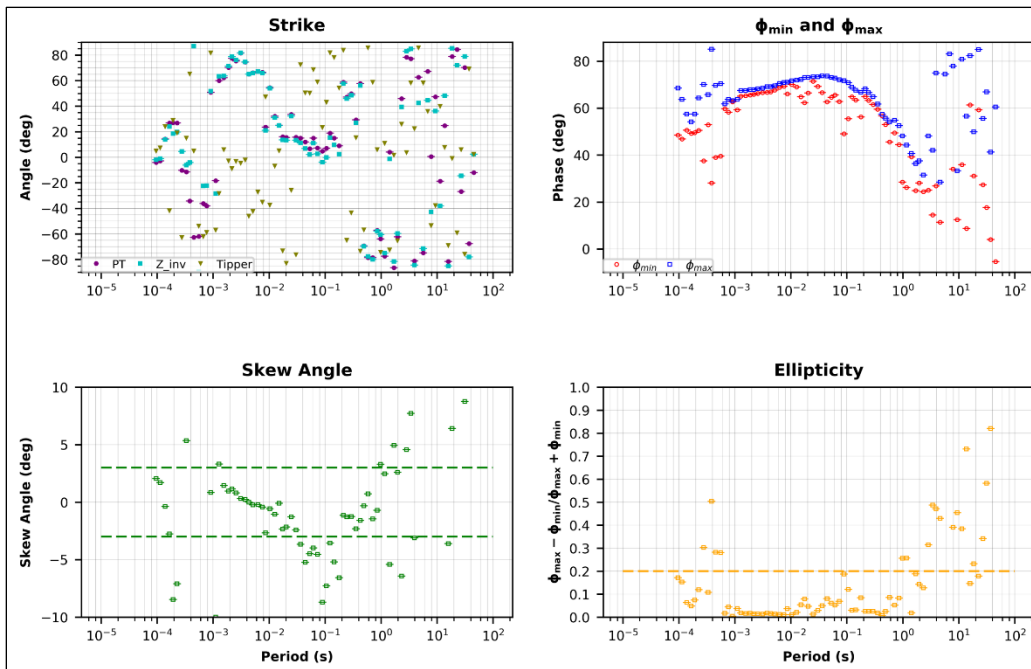 Strike
Angle (deg)
80
60
40
20
0
−20
−40
−60
−80
PT Z_inv Tipper
10⁻⁵ 10⁻⁴ 10⁻³ 10⁻² 10⁻¹ 10⁰ 10¹ 10²
ϕmin and ϕmax
Phase (deg)
80
60
40
20
0
ϕmin ϕmax
10⁻⁵ 10⁻⁴ 10⁻³ 10⁻² 10⁻¹ 10⁰ 10¹ 10²
Skew Angle
Skew Angle (deg)
10
5
0
−5
−10
10⁻⁵ 10⁻⁴ 10⁻³ 10⁻² 10⁻¹ 10⁰ 10¹ 10²
Period (s)
Ellipticity
ϕmax − ϕmin/ϕmax + ϕmin
1.0
0.9
0.8
0.7
0.6
0.5
0.4
0.3
0.2
0.1
0.0
10⁻⁵ 10⁻⁴ 10⁻³ 10⁻² 10⁻¹ 10⁰ 10¹ 10²
Period (s)